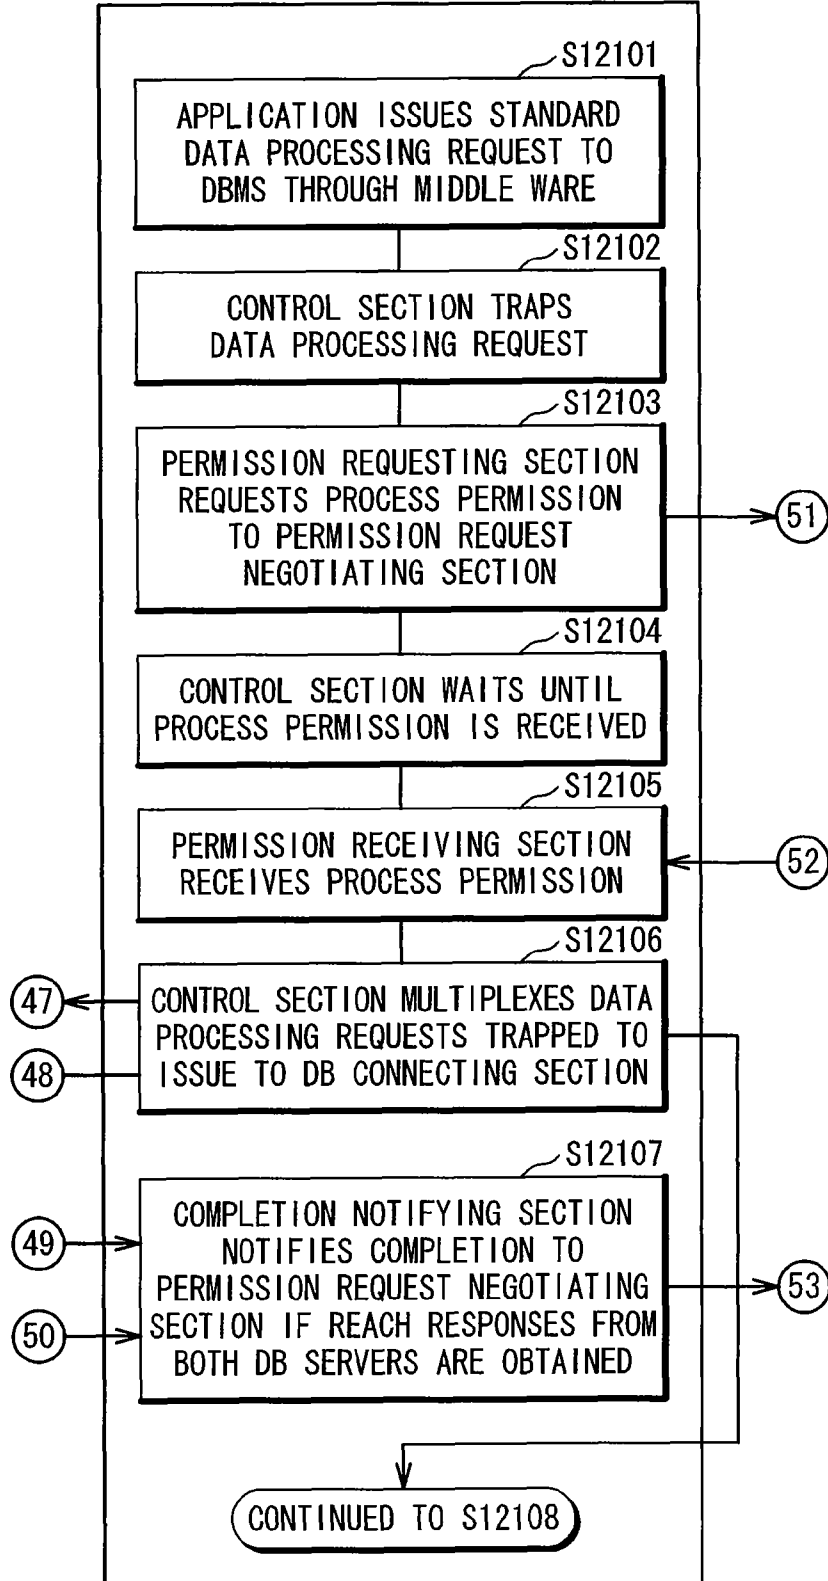 S12101
APPLICATION ISSUES STANDARD
DATA PROCESSING REQUEST TO
DBMS THROUGH MIDDLE WARE
S12102
CONTROL SECTION TRAPS
DATA PROCESSING REQUEST
S12103
PERMISSION REQUESTING SECTION
REQUESTS PROCESS PERMISSION
TO PERMISSION REQUEST
NEGOTIATING SECTION
51
S12104
CONTROL SECTION WAITS UNTIL
PROCESS PERMISSION IS RECEIVED
S12105
PERMISSION RECEIVING SECTION
RECEIVES PROCESS PERMISSION
52
S12106
47
CONTROL SECTION MULTIPLEXES DATA
PROCESSING REQUESTS TRAPPED TO
ISSUE TO DB CONNECTING SECTION
48
S12107
49
COMPLETION NOTIFYING SECTION
NOTIFIES COMPLETION TO
PERMISSION REQUEST NEGOTIATING
SECTION IF REACH RESPONSES FROM
BOTH DB SERVERS ARE OBTAINED
53
50
CONTINUED TO S12108